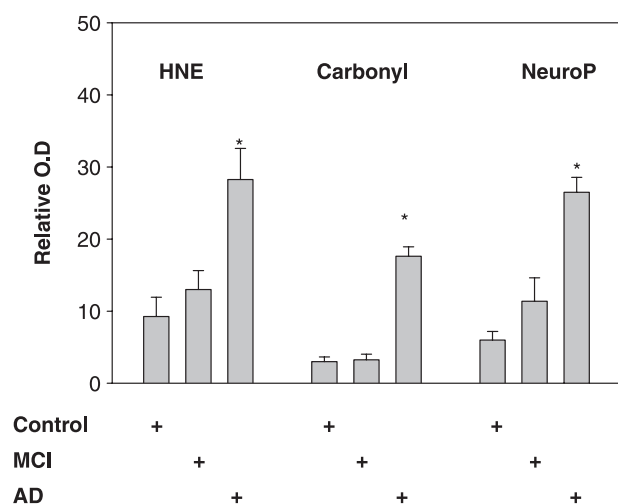 50
HNE Carbonyl NeuroP
40
*
*
30
*
20
10
0
Relative O.D
Control + + +
MCI + + +
AD + + +